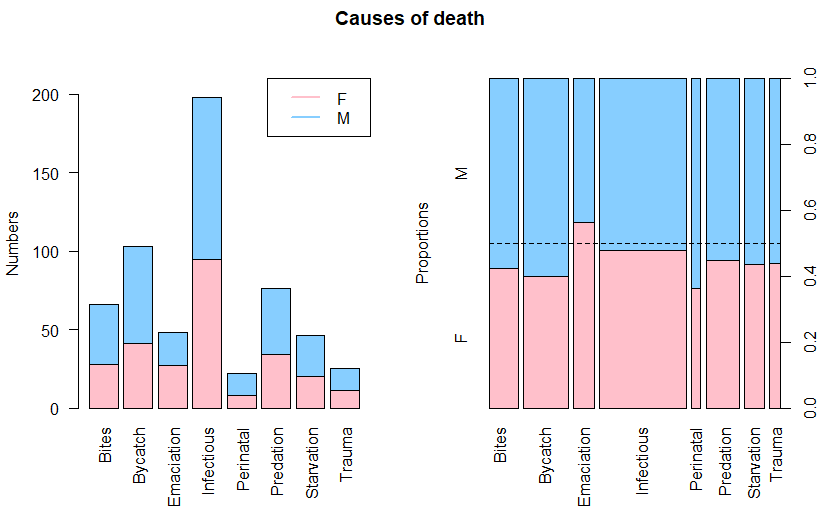 Causes of death
Numbers
200
150
100
50
0
F
M
Bites
Bycatch
Emaciation
Infectious
Perinatal
Predation
Starvation
Trauma
Proportions
M
F
1.0
0.8
0.6
0.4
0.2
0.0
Bites
Bycatch
Emaciation
Infectious
Perinatal
Predation
Starvation
Trauma